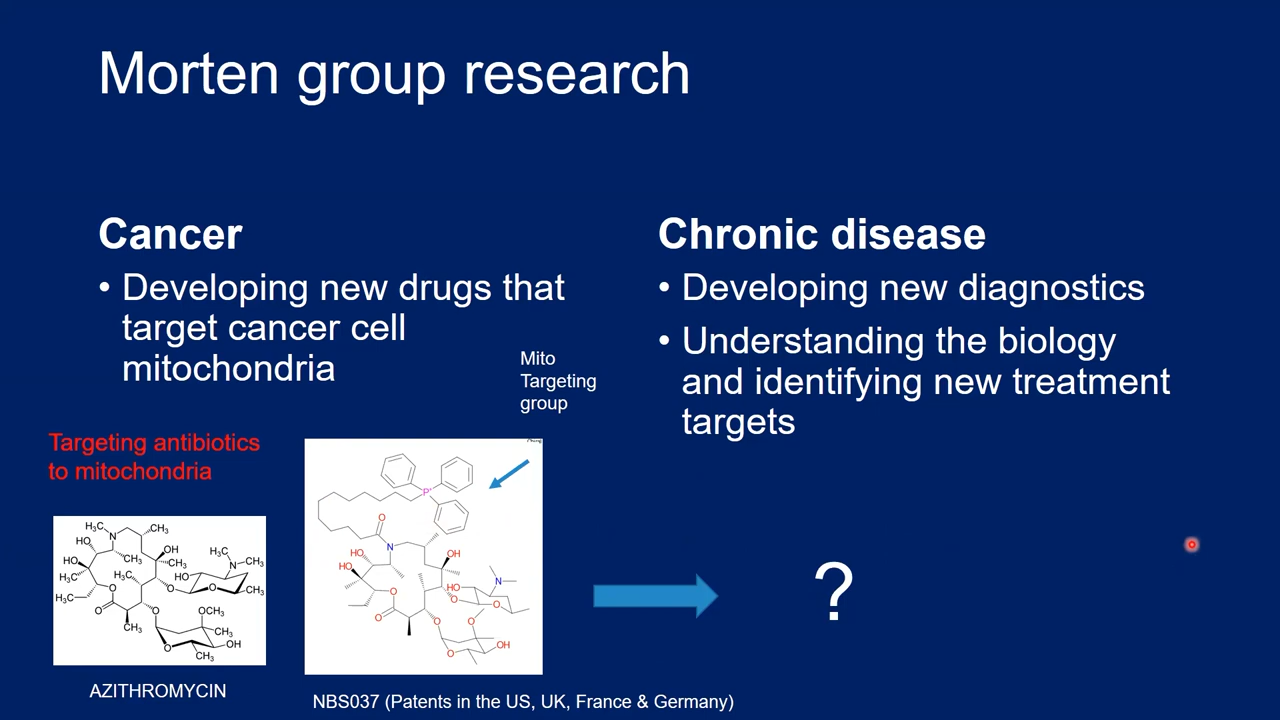 Morten group research
Cancer
• Developing new drugs that
target cancer cell
mitochondria
Chronic disease
• Developing new diagnostics
• Understanding the biology
and identifying new treatment
targets
Mito
Targeting
group
Targeting antibiotics
to mitochondria
?
AZITHROMYCIN
NBS037 (Patents in the US, UK, France & Germany)